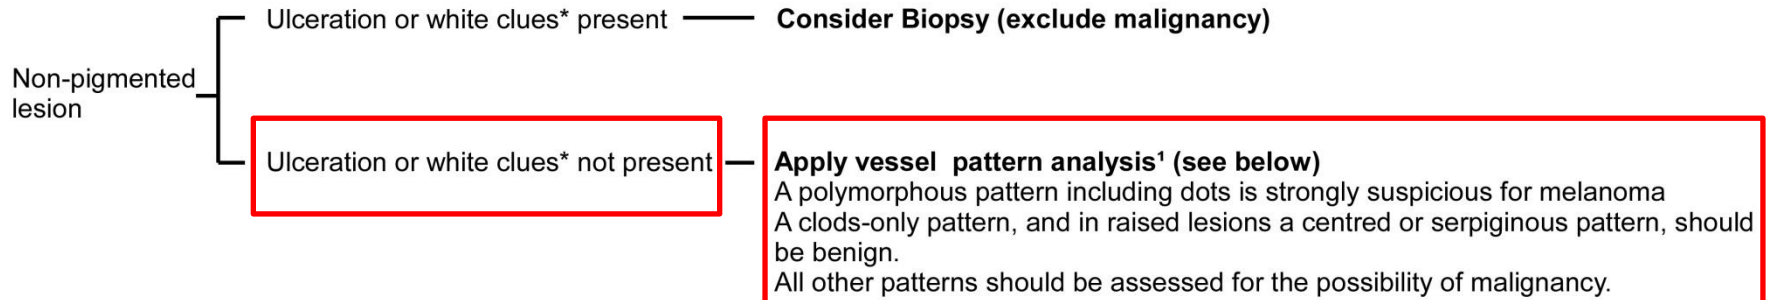 Ulceration or white clues* present
Consider Biopsy (exclude malignancy)
Non-pigmented
lesion
Ulceration or white clues* not present
Apply vessel pattern analysis¹ (see below)
A polymorphous pattern including dots is strongly suspicious for melanoma
A clods-only pattern, and in raised lesions a centred or serpiginous pattern, should
be benign.
All other patterns should be assessed for the possibility of malignancy.